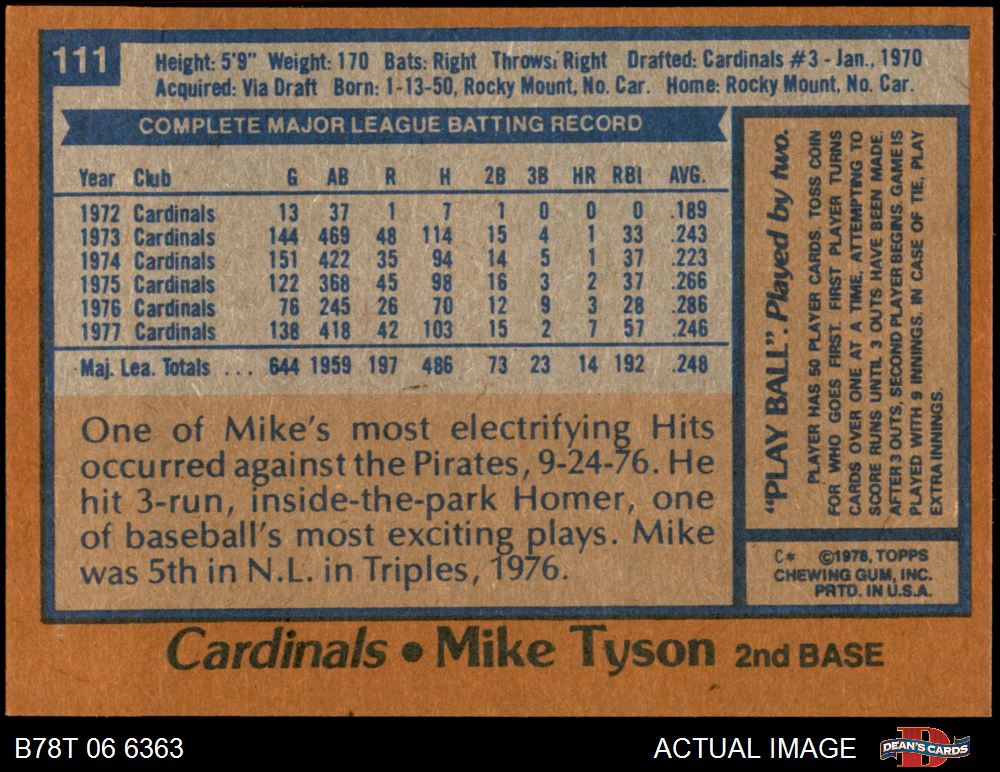 111
Height: 5'9" Weight: 170 Bats: Right Throws: Right Drafted: Cardinals #3 - Jan., 1970
Acquired: Via Draft Born: 1-13-50, Rocky Mount, No. Car. Home: Rocky Mount, No. Car.
COMPLETE MAJOR LEAGUE BATTING RECORD
Year Club G AB R H 2B 3B HR RBI AVG.
1972 Cardinals 13 37 1 7 1 0 0 0 .189
1973 Cardinals 144 469 48 114 15 4 1 33 .243
1974 Cardinals 151 422 35 94 14 5 1 37 .223
1975 Cardinals 122 368 45 98 16 3 2 37 .266
1976 Cardinals 76 245 26 70 12 9 3 28 .286
1977 Cardinals 138 418 42 103 15 2 7 57 .246
Maj. Lea. Totals . . . 644 1959 197 486 73 23 14 192 .248
One of Mike's most electrifying Hits
occurred against the Pirates, 9-24-76. He
hit 3-run, inside-the-park Homer, one
of baseball's most exciting plays. Mike
was 5th in N.L. in Triples, 1976.
"PLAY BALL". Played by two.
PLAYER HAS 50 PLAYER CARDS. TOSS COIN
FOR WHO GOES FIRST. FIRST PLAYER TURNS
CARDS OVER ONE AT A TIME, ATTEMPTING TO
SCORE RUNS UNTIL 3 OUTS HAVE BEEN MADE.
AFTER 3 OUTS, SECOND PLAYER BEGINS. GAME IS
PLAYED WITH 9 INNINGS. IN CASE OF TIE, PLAY
EXTRA INNINGS.
C* ©1978, TOPPS
CHEWING GUM, INC.
PRTD. IN U.S.A.
Cardinals • Mike Tyson 2nd BASE
B78T 06 6363
ACTUAL IMAGE
D
DEAN'S CARDS